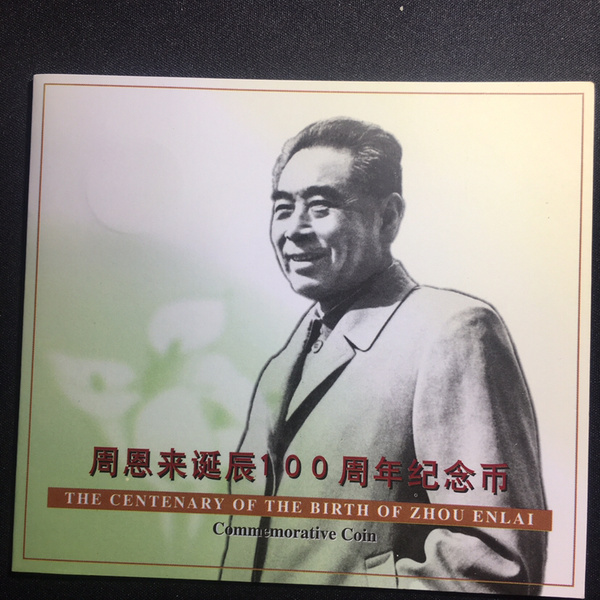 周恩来诞辰100周年纪念币
THE CENTENARY OF THE BIRTH OF ZHOU ENLAI
Commemorative Coin